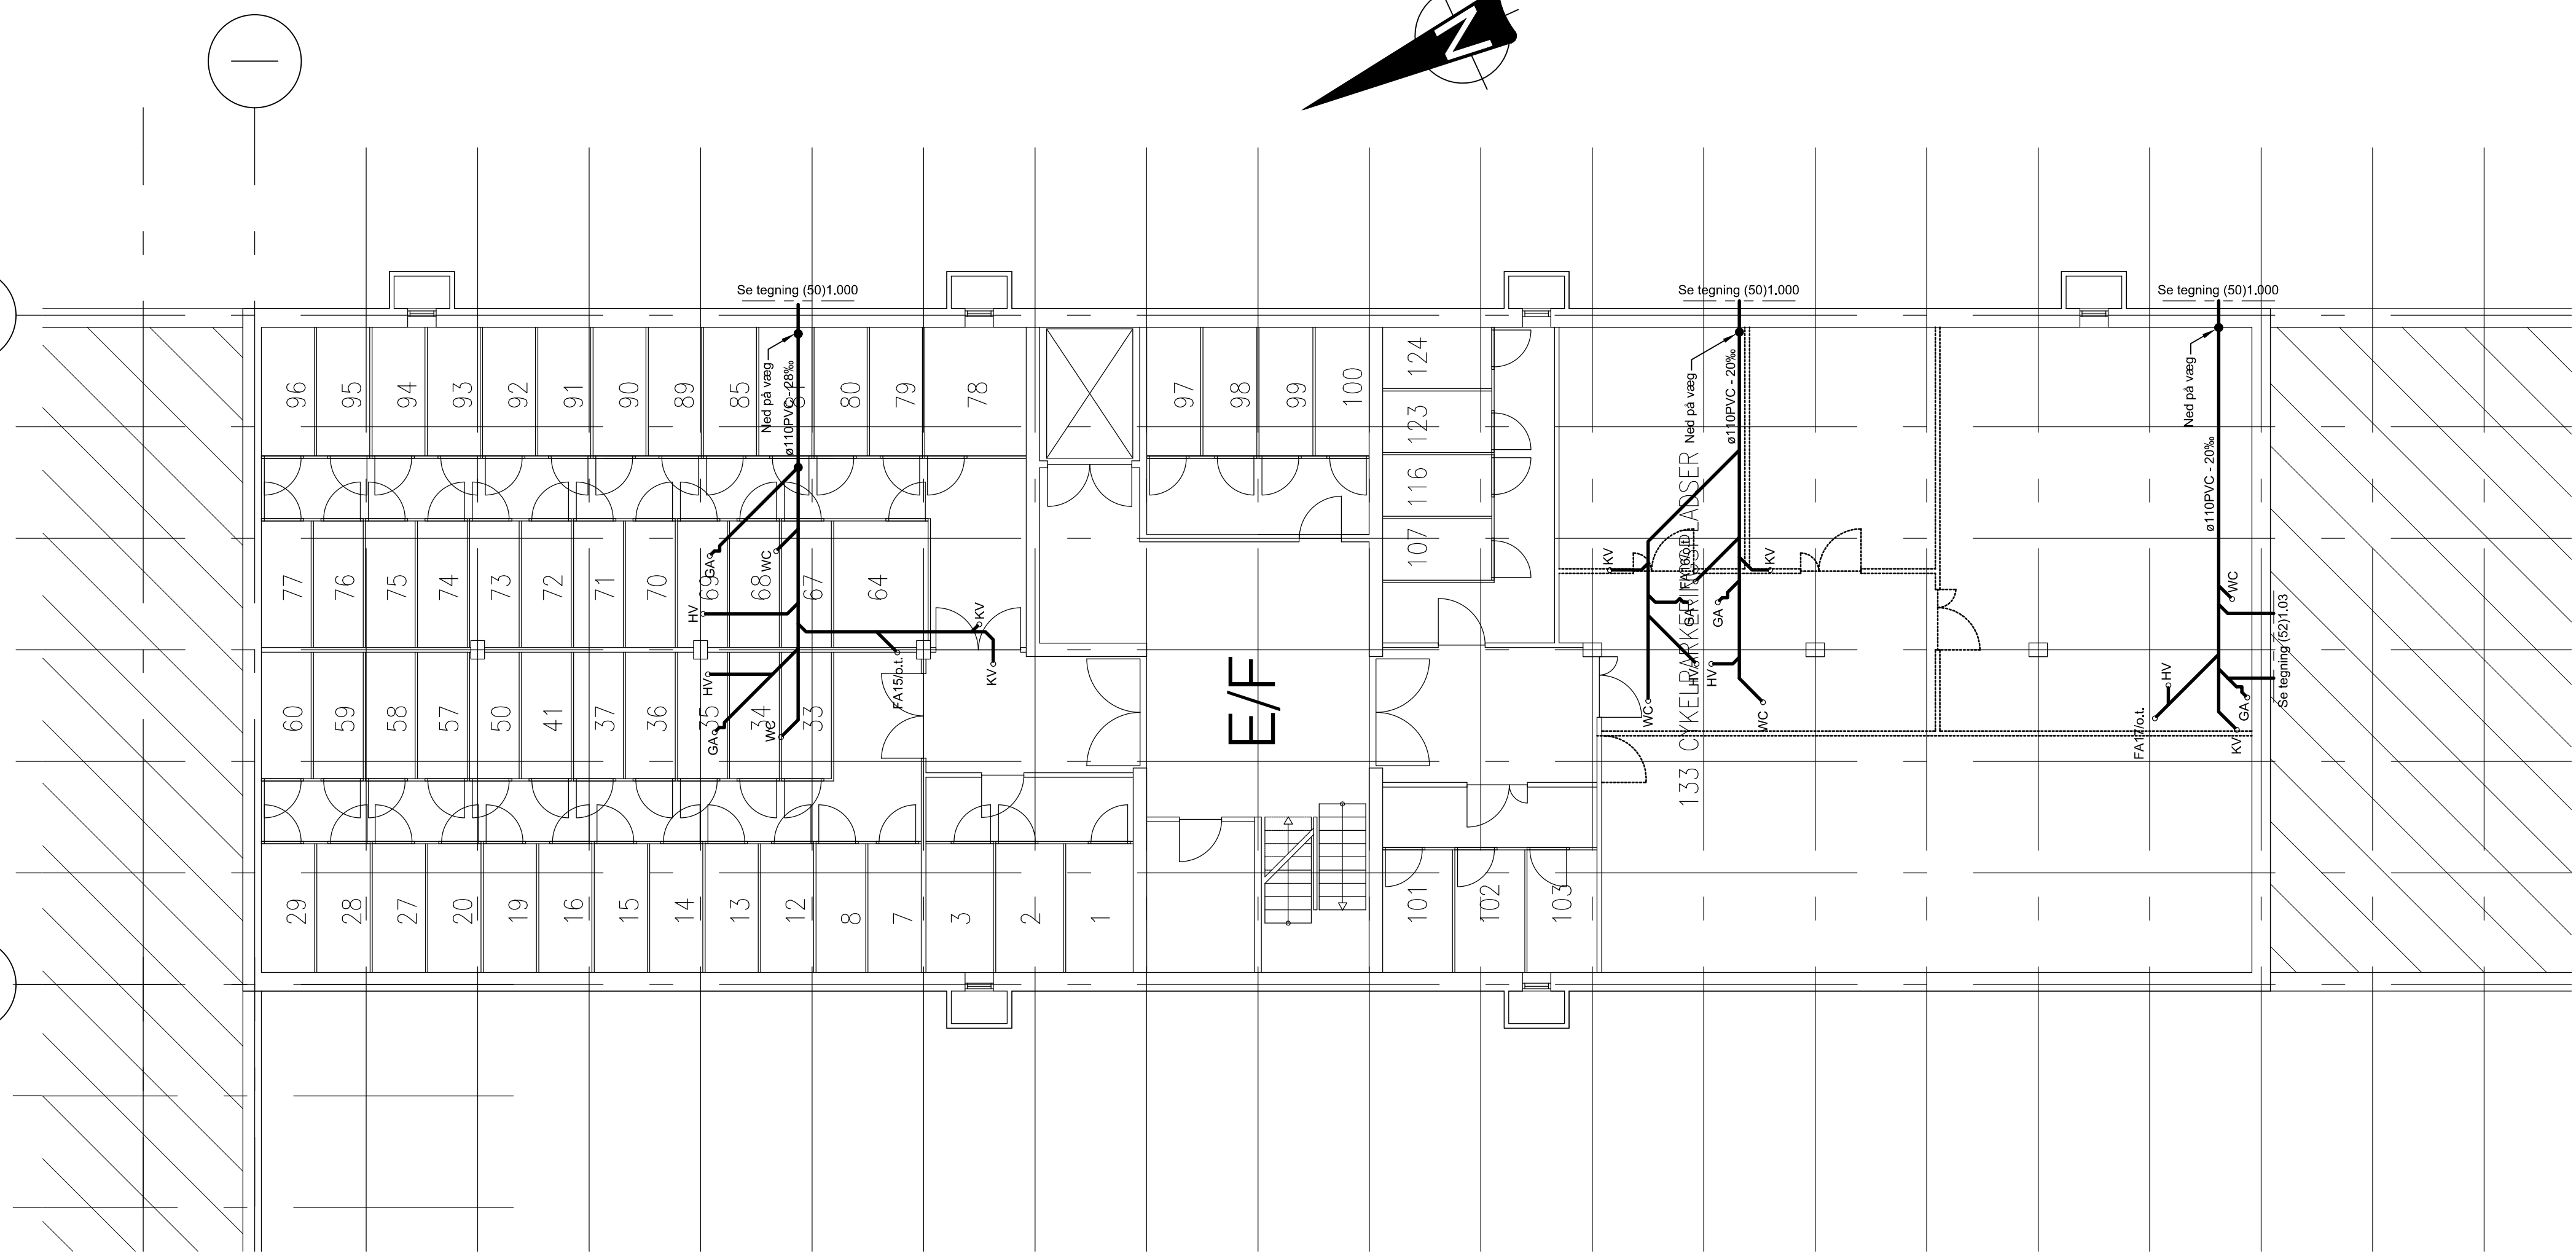 N
Se tegning (50)1.000
Se tegning (50)1.000
Se tegning (50)1.000
Ned på væg
ø110PVC - 28‰
Ned på væg
ø110PVC - 20‰
Ned på væg
ø110PVC - 20‰
96
95
94
93
92
91
90
89
85
81
80
79
78
97
98
99
100
124
123
116
107
77
76
75
74
73
72
71
70
69
68
67
64
GA
WC
HV
KV
KV
FA15/o.t.
HV
GA
WC
60
59
58
57
50
41
37
36
35
34
33
E/F
KV
FA16/o.t.
GA
GA
KV
HV
HV
WC
WC
133 CYKELPARKERINGSPLADSER
WC
Se tegning (52)1.03
HV
GA
FA17/o.t.
KV
29
28
27
20
19
16
15
14
13
12
8
7
3
2
1
101
102
103